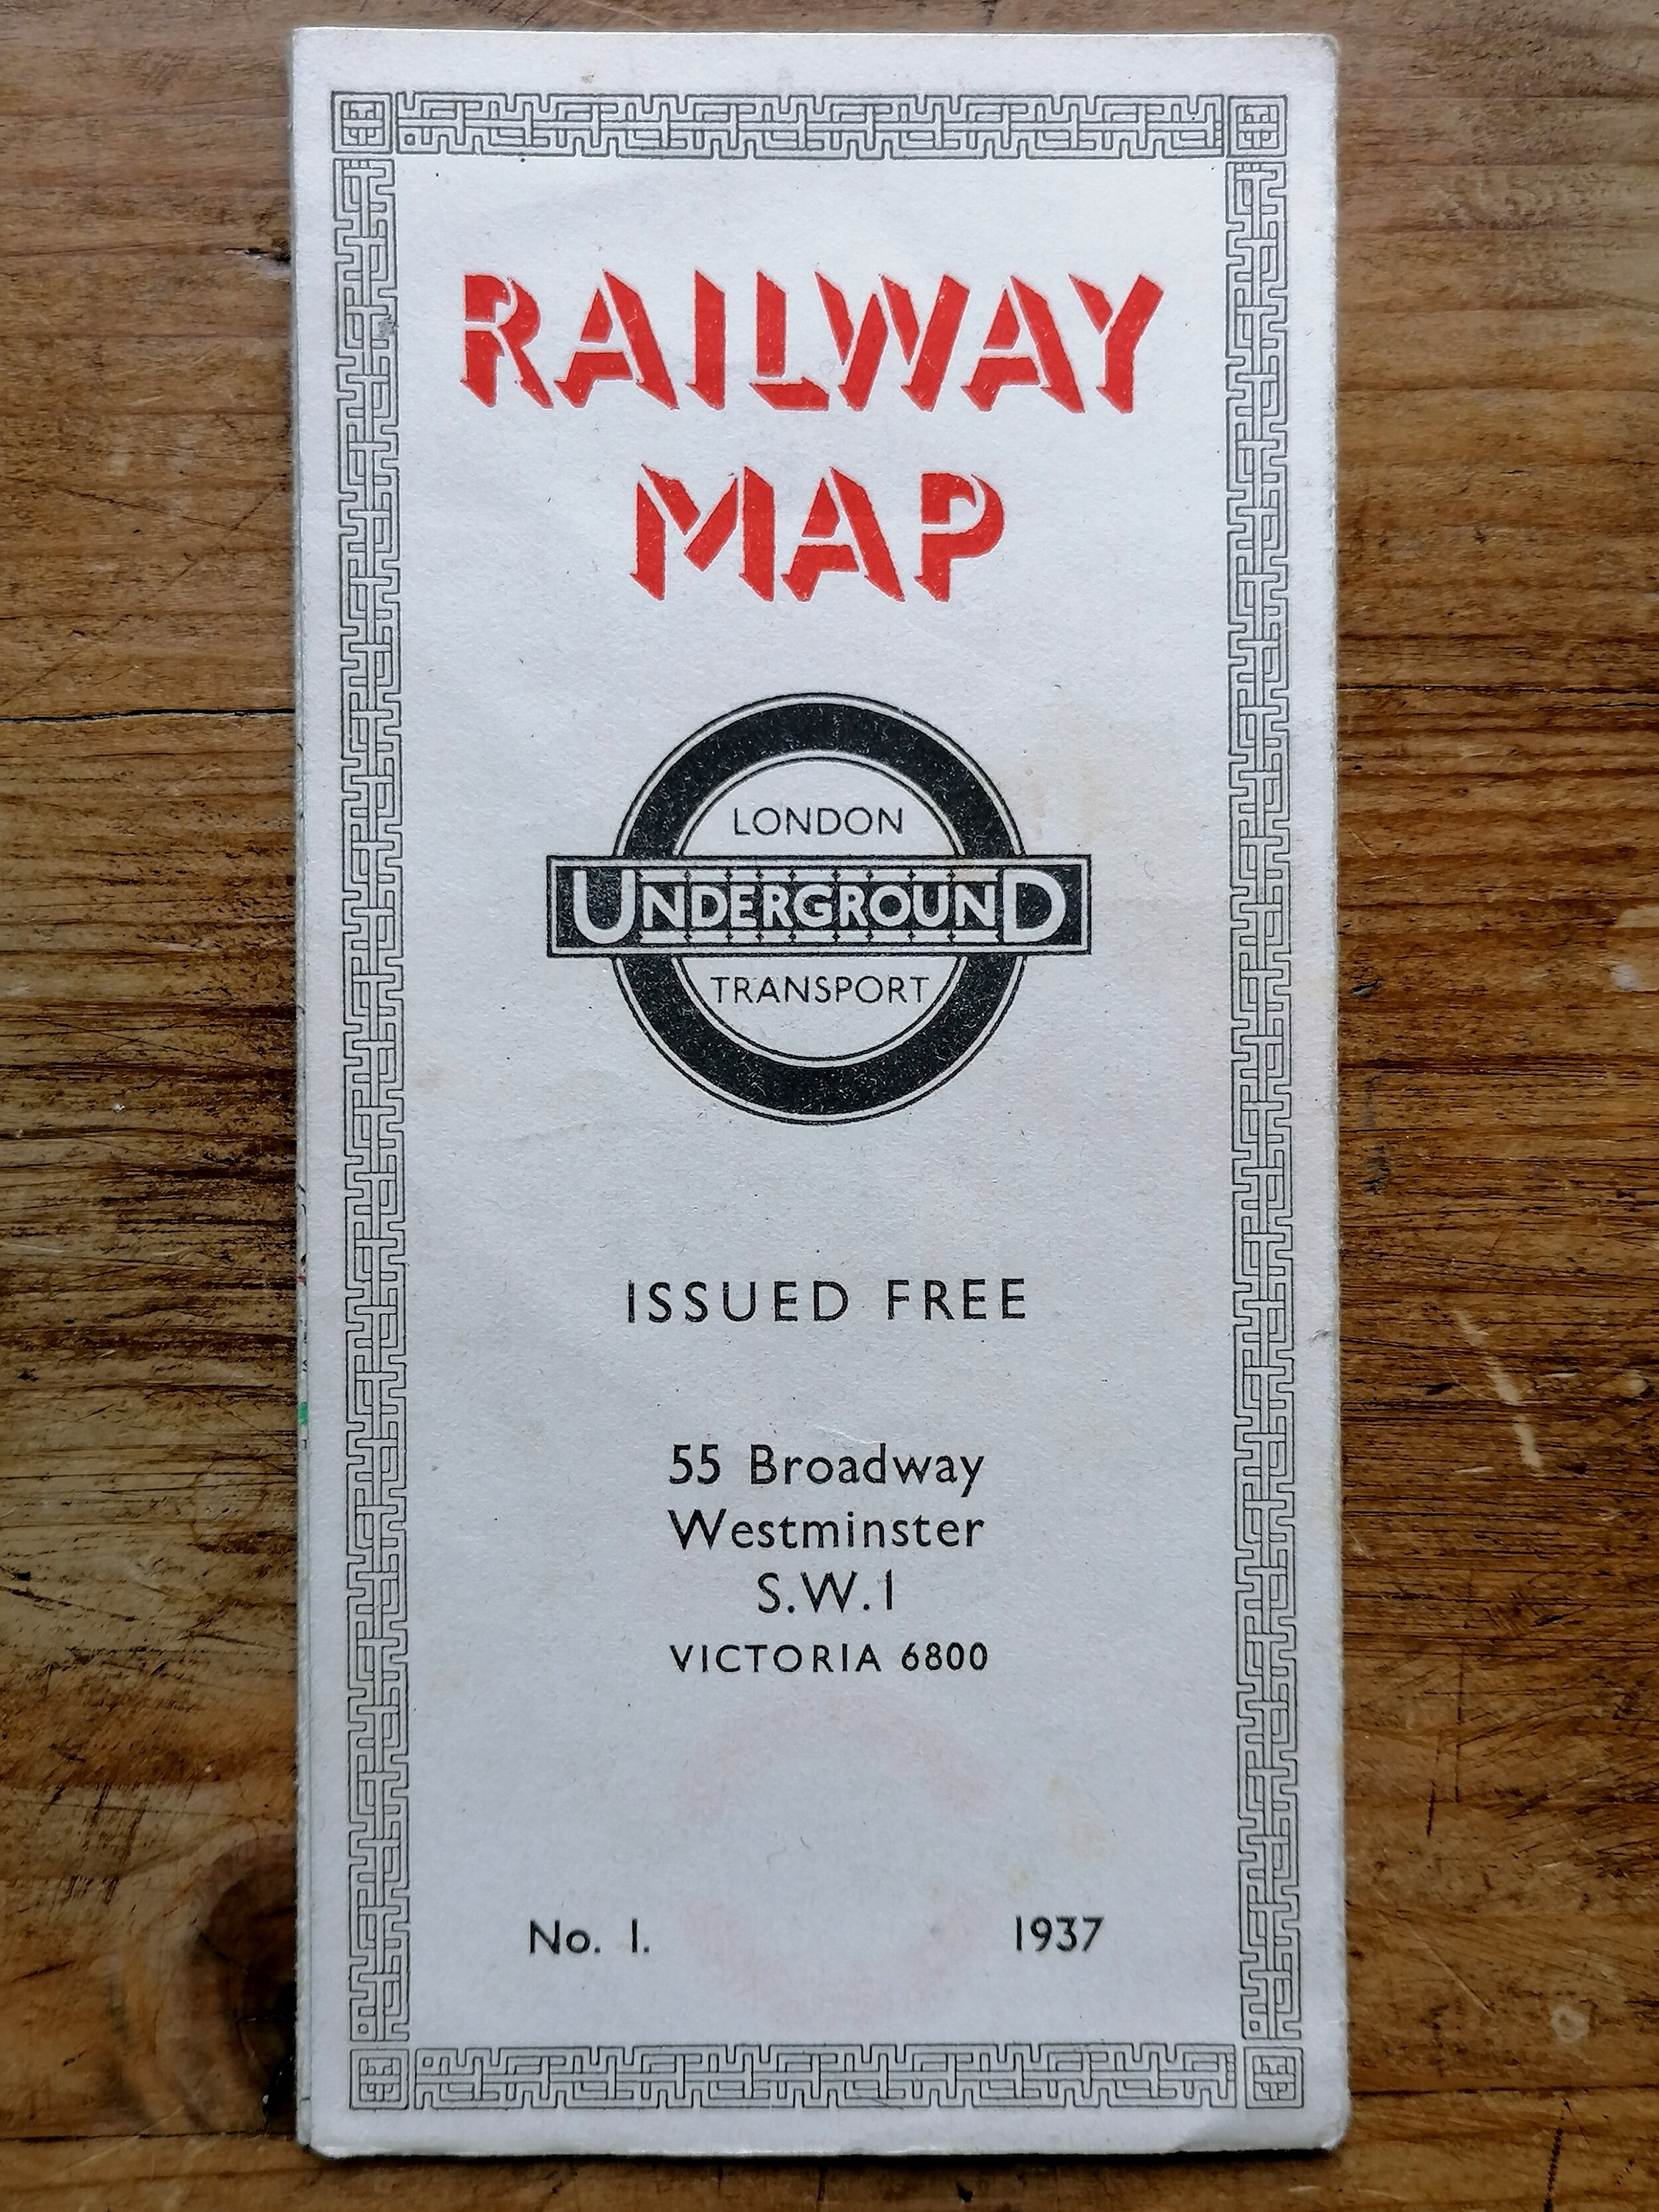 RAILWAY
MAP
LONDON
UNDERGROUND
TRANSPORT
ISSUED FREE
55 Broadway
Westminster
S.W.1
VICTORIA 6800
No. 1. 1937